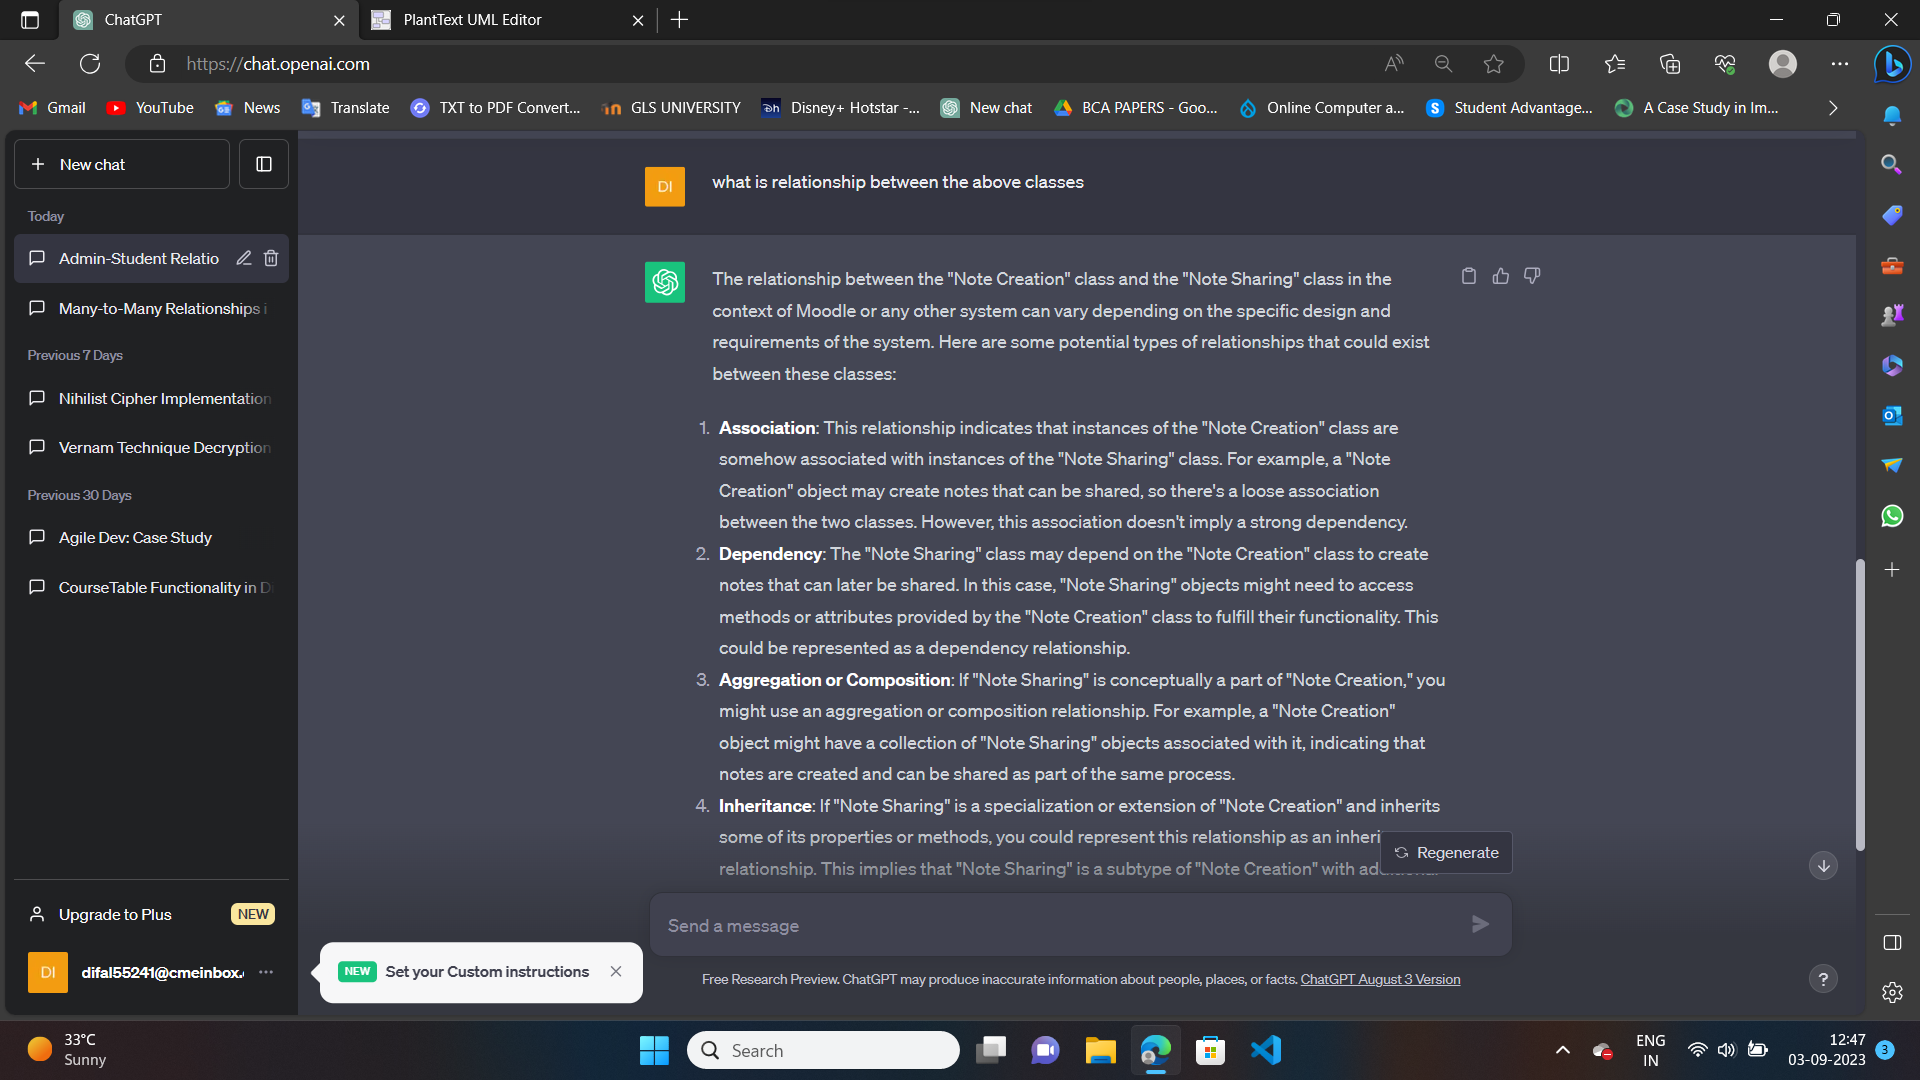 ChatGPT
PlantText UML Editor
https://chat.openai.com
Gmail
YouTube
News
Translate
TXT to PDF Convert...
GLS UNIVERSITY
Disney+ Hotstar -...
New chat
BCA PAPERS - Goo...
Online Computer a...
Student Advantage...
A Case Study in Im...
New chat
Today
Admin-Student Relatio
Many-to-Many Relationships i
Previous 7 Days
Nihilist Cipher Implementation
Vernam Technique Decryption
Previous 30 Days
Agile Dev: Case Study
CourseTable Functionality in D
Upgrade to Plus NEW
DI difal55241@cmeinbox.
DI what is relationship between the above classes
The relationship between the "Note Creation" class and the "Note Sharing" class in the
context of Moodle or any other system can vary depending on the specific design and
requirements of the system. Here are some potential types of relationships that could exist
between these classes:
1. Association: This relationship indicates that instances of the "Note Creation" class are
somehow associated with instances of the "Note Sharing" class. For example, a "Note
Creation" object may create notes that can be shared, so there's a loose association
between the two classes. However, this association doesn't imply a strong dependency.
2. Dependency: The "Note Sharing" class may depend on the "Note Creation" class to create
notes that can later be shared. In this case, "Note Sharing" objects might need to access
methods or attributes provided by the "Note Creation" class to fulfill their functionality. This
could be represented as a dependency relationship.
3. Aggregation or Composition: If "Note Sharing" is conceptually a part of "Note Creation," you
might use an aggregation or composition relationship. For example, a "Note Creation"
object might have a collection of "Note Sharing" objects associated with it, indicating that
notes are created and can be shared as part of the same process.
4. Inheritance: If "Note Sharing" is a specialization or extension of "Note Creation" and inherits
some of its properties or methods, you could represent this relationship as an inheri
relationship. This implies that "Note Sharing" is a subtype of "Note Creation" with
Regenerate
Send a message
NEW Set your Custom instructions
Free Research Preview. ChatGPT may produce inaccurate information about people, places, or facts. ChatGPT August 3 Version
?
33°C
Sunny
Search
ENG
IN
12:47
03-09-2023
3